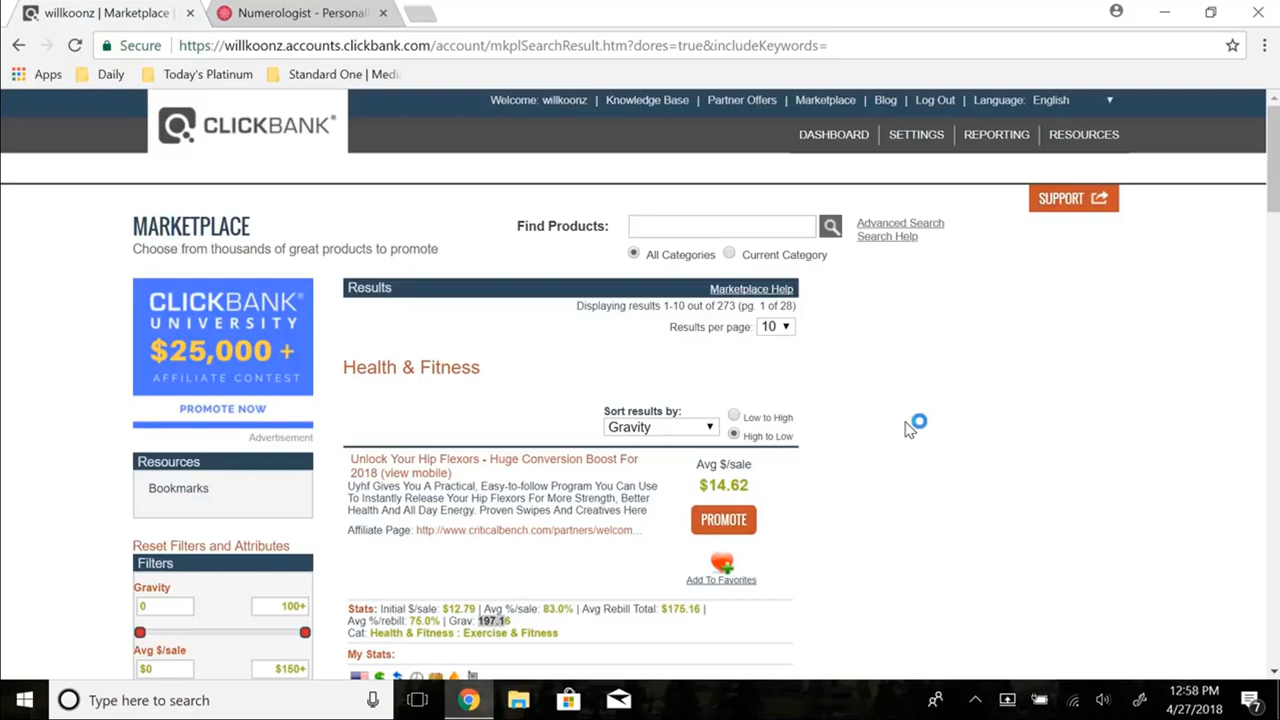 willkoonz | Marketplace |
Numerologist - Personali
Secure
https://willkoonz.accounts.clickbank.com/account/mkplSearchResult.htm?dores=true&includeKeywords=
Apps
Daily
Today's Platinum
Standard One | Media
Welcome: willkoonz | Knowledge Base | Partner Offers | Marketplace | Blog | Log Out | Language: English
CLICKBANK®
DASHBOARD | SETTINGS | REPORTING | RESOURCES
SUPPORT
MARKETPLACE
Choose from thousands of great products to promote
Find Products:
Advanced Search
Search Help
All Categories
Current Category
CLICKBANK®
UNIVERSITY
$25,000 +
AFFILIATE CONTEST
PROMOTE NOW
Advertisement
Resources
Bookmarks
Reset Filters and Attributes
Filters
Gravity
0
100+
Avg $/sale
$0
$150+
Results
Marketplace Help
Displaying results 1-10 out of 273 (pg. 1 of 28)
Results per page: 10
Health & Fitness
Sort results by:
Gravity
Low to High
High to Low
Unlock Your Hip Flexors - Huge Conversion Boost For
2018 (view mobile)
Uyhf Gives You A Practical, Easy-to-follow Program You Can Use
To Instantly Release Your Hip Flexors For More Strength, Better
Health And All Day Energy. Proven Swipes And Creatives Here
Affiliate Page: http://www.criticalbench.com/partners/welcom...
Avg $/sale
$14.62
PROMOTE
Add To Favorites
Stats: Initial $/sale: $12.79 | Avg %/sale: 83.0% | Avg Rebill Total: $175.16 |
Avg %/rebill: 75.0% | Grav: 197.16
Cat: Health & Fitness : Exercise & Fitness
My Stats:
Type here to search
12:58 PM
4/27/2018
7